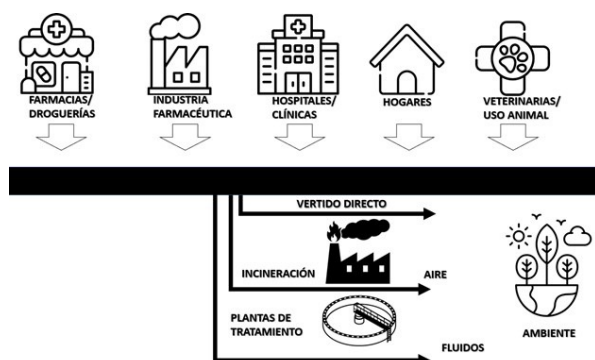 FARMACIAS/
DROGUERÍAS
INDUSTRIA
FARMACÉUTICA
HOSPITALES/
CLÍNICAS
HOGARES
VETERINARIAS/
USO ANIMAL
VERTIDO DIRECTO
INCINERACIÓN
AIRE
PLANTAS DE
TRATAMIENTO
FLUIDOS
AMBIENTE